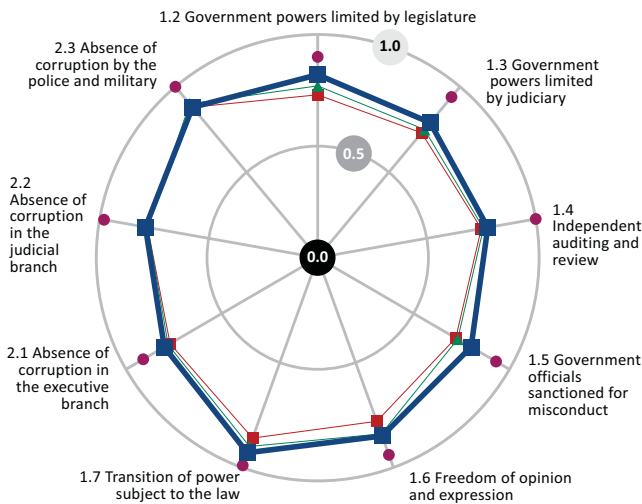 1.2 Government powers limited by legislature
1.0
2.3 Absence of
corruption by the
police and military
1.3 Government
powers limited
by judiciary
0.5
2.2
Absence of
corruption
in the
judicial
branch
1.4
Independent
auditing and
review
0.0
2.1 Absence of
corruption in
the executive
branch
1.5 Government
officials
sanctioned for
misconduct
1.7 Transition of power
subject to the law
1.6 Freedom of opinion
and expression